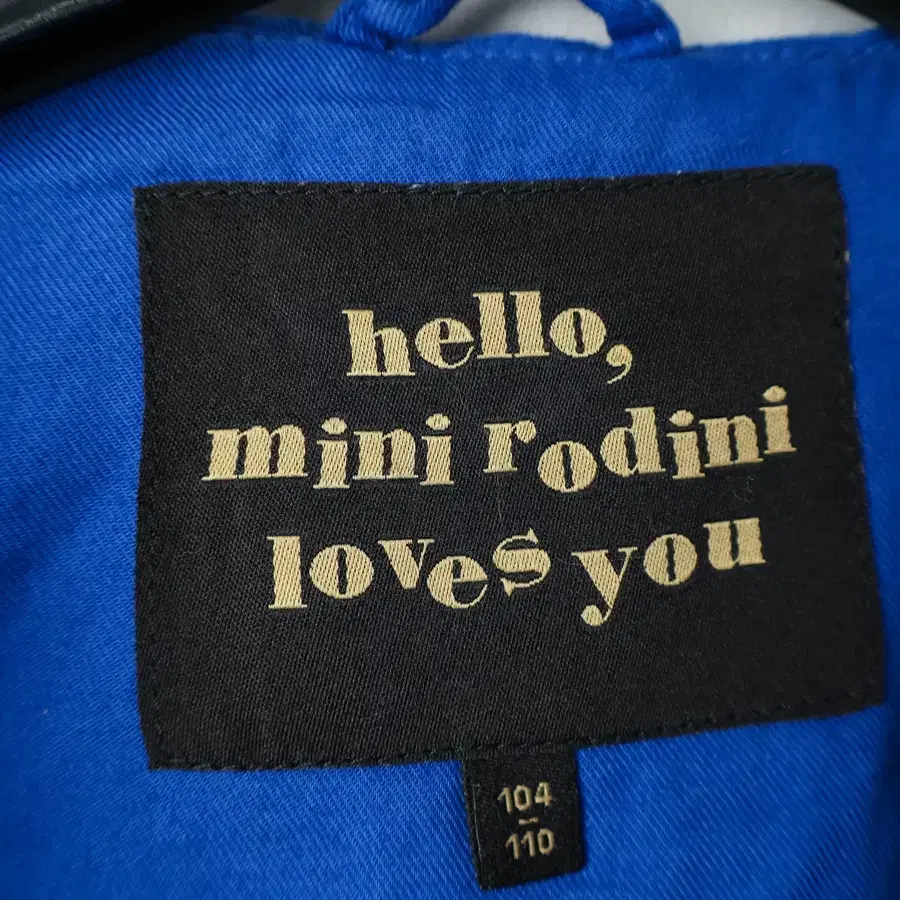 hello,
mini rodini
loves you
104
–
110